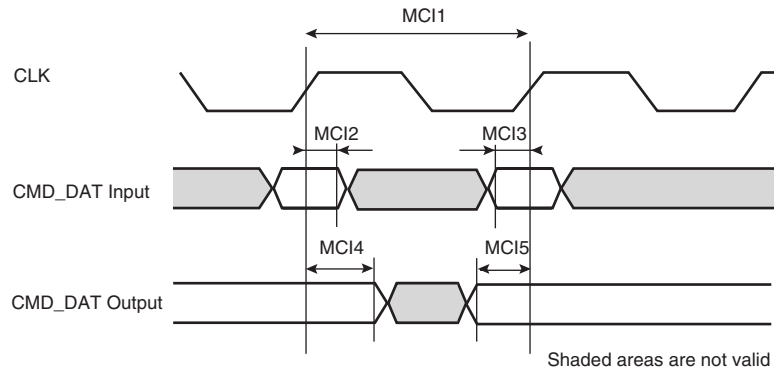 MCI1
CLK
MCI2
MCI3
CMD_DAT Input
MCI4
MCI5
CMD_DAT Output
Shaded areas are not valid